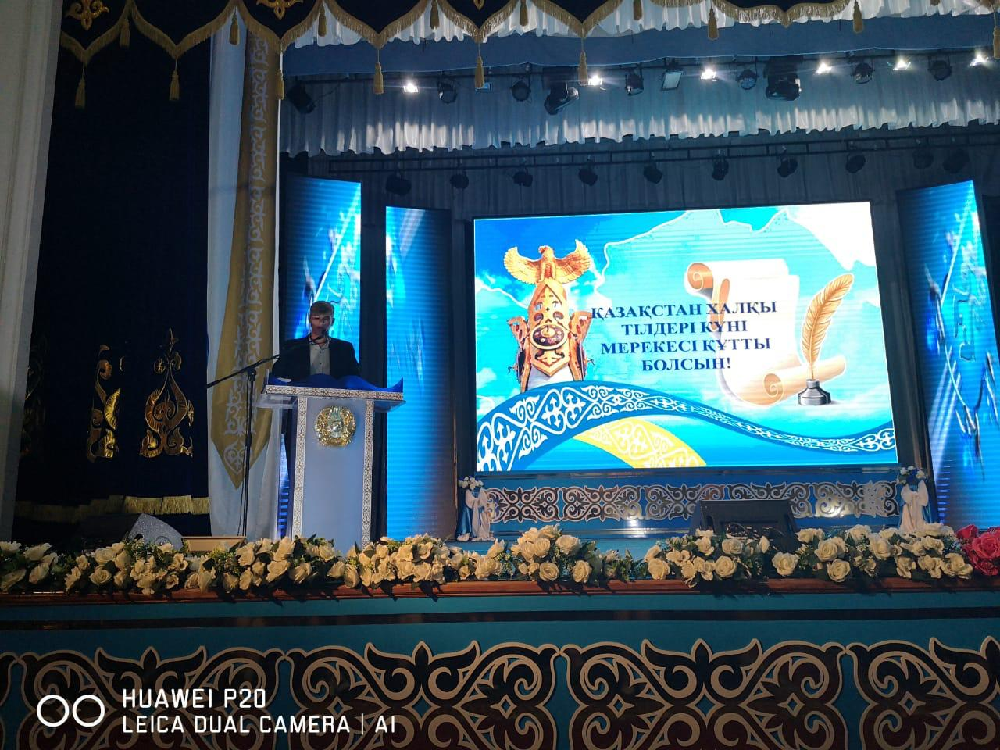 ҚАЗАҚСТАН ХАЛҚЫ
ТІЛДЕРІ КҮНІ
МЕРЕКЕСІ ҚҰТТЫ
БОЛСЫН!
HUAWEI P20
LEICA DUAL CAMERA | AI